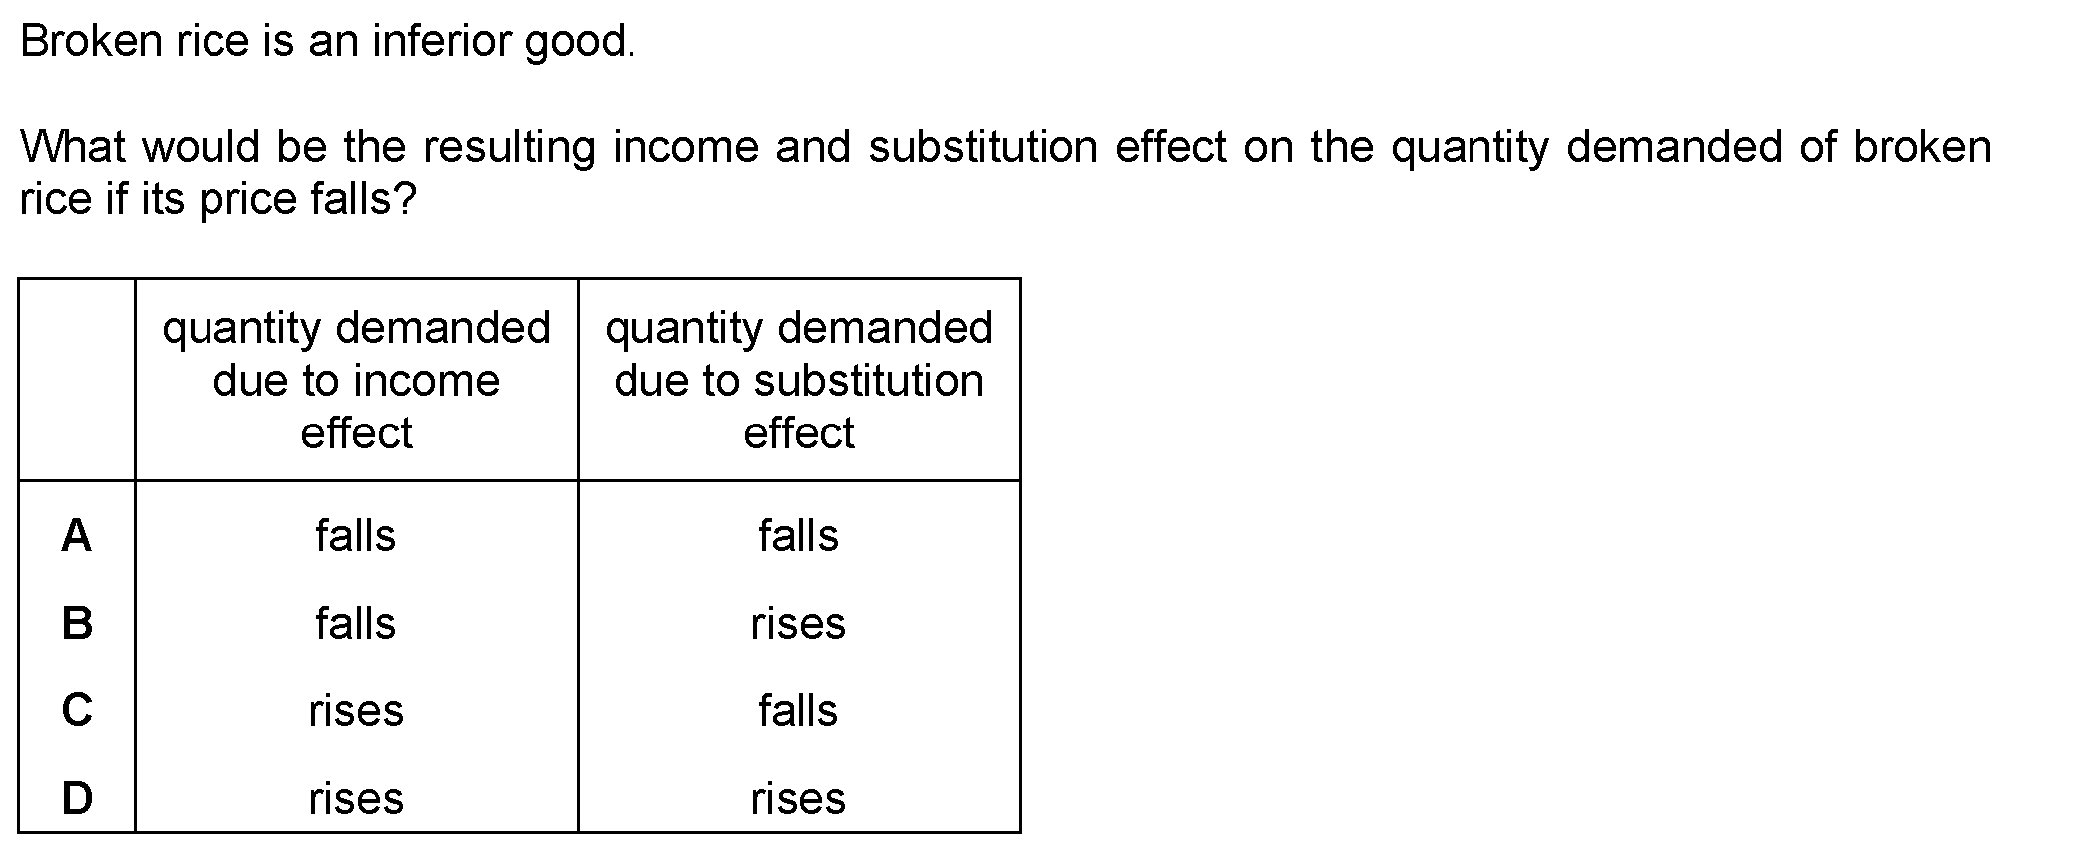 Broken rice is an inferior good.
What would be the resulting income and substitution effect on the quantity demanded of broken
rice if its price falls?
quantity demanded due to income effect
quantity demanded due to substitution effect
A falls falls
B falls rises
C rises falls
D rises rises